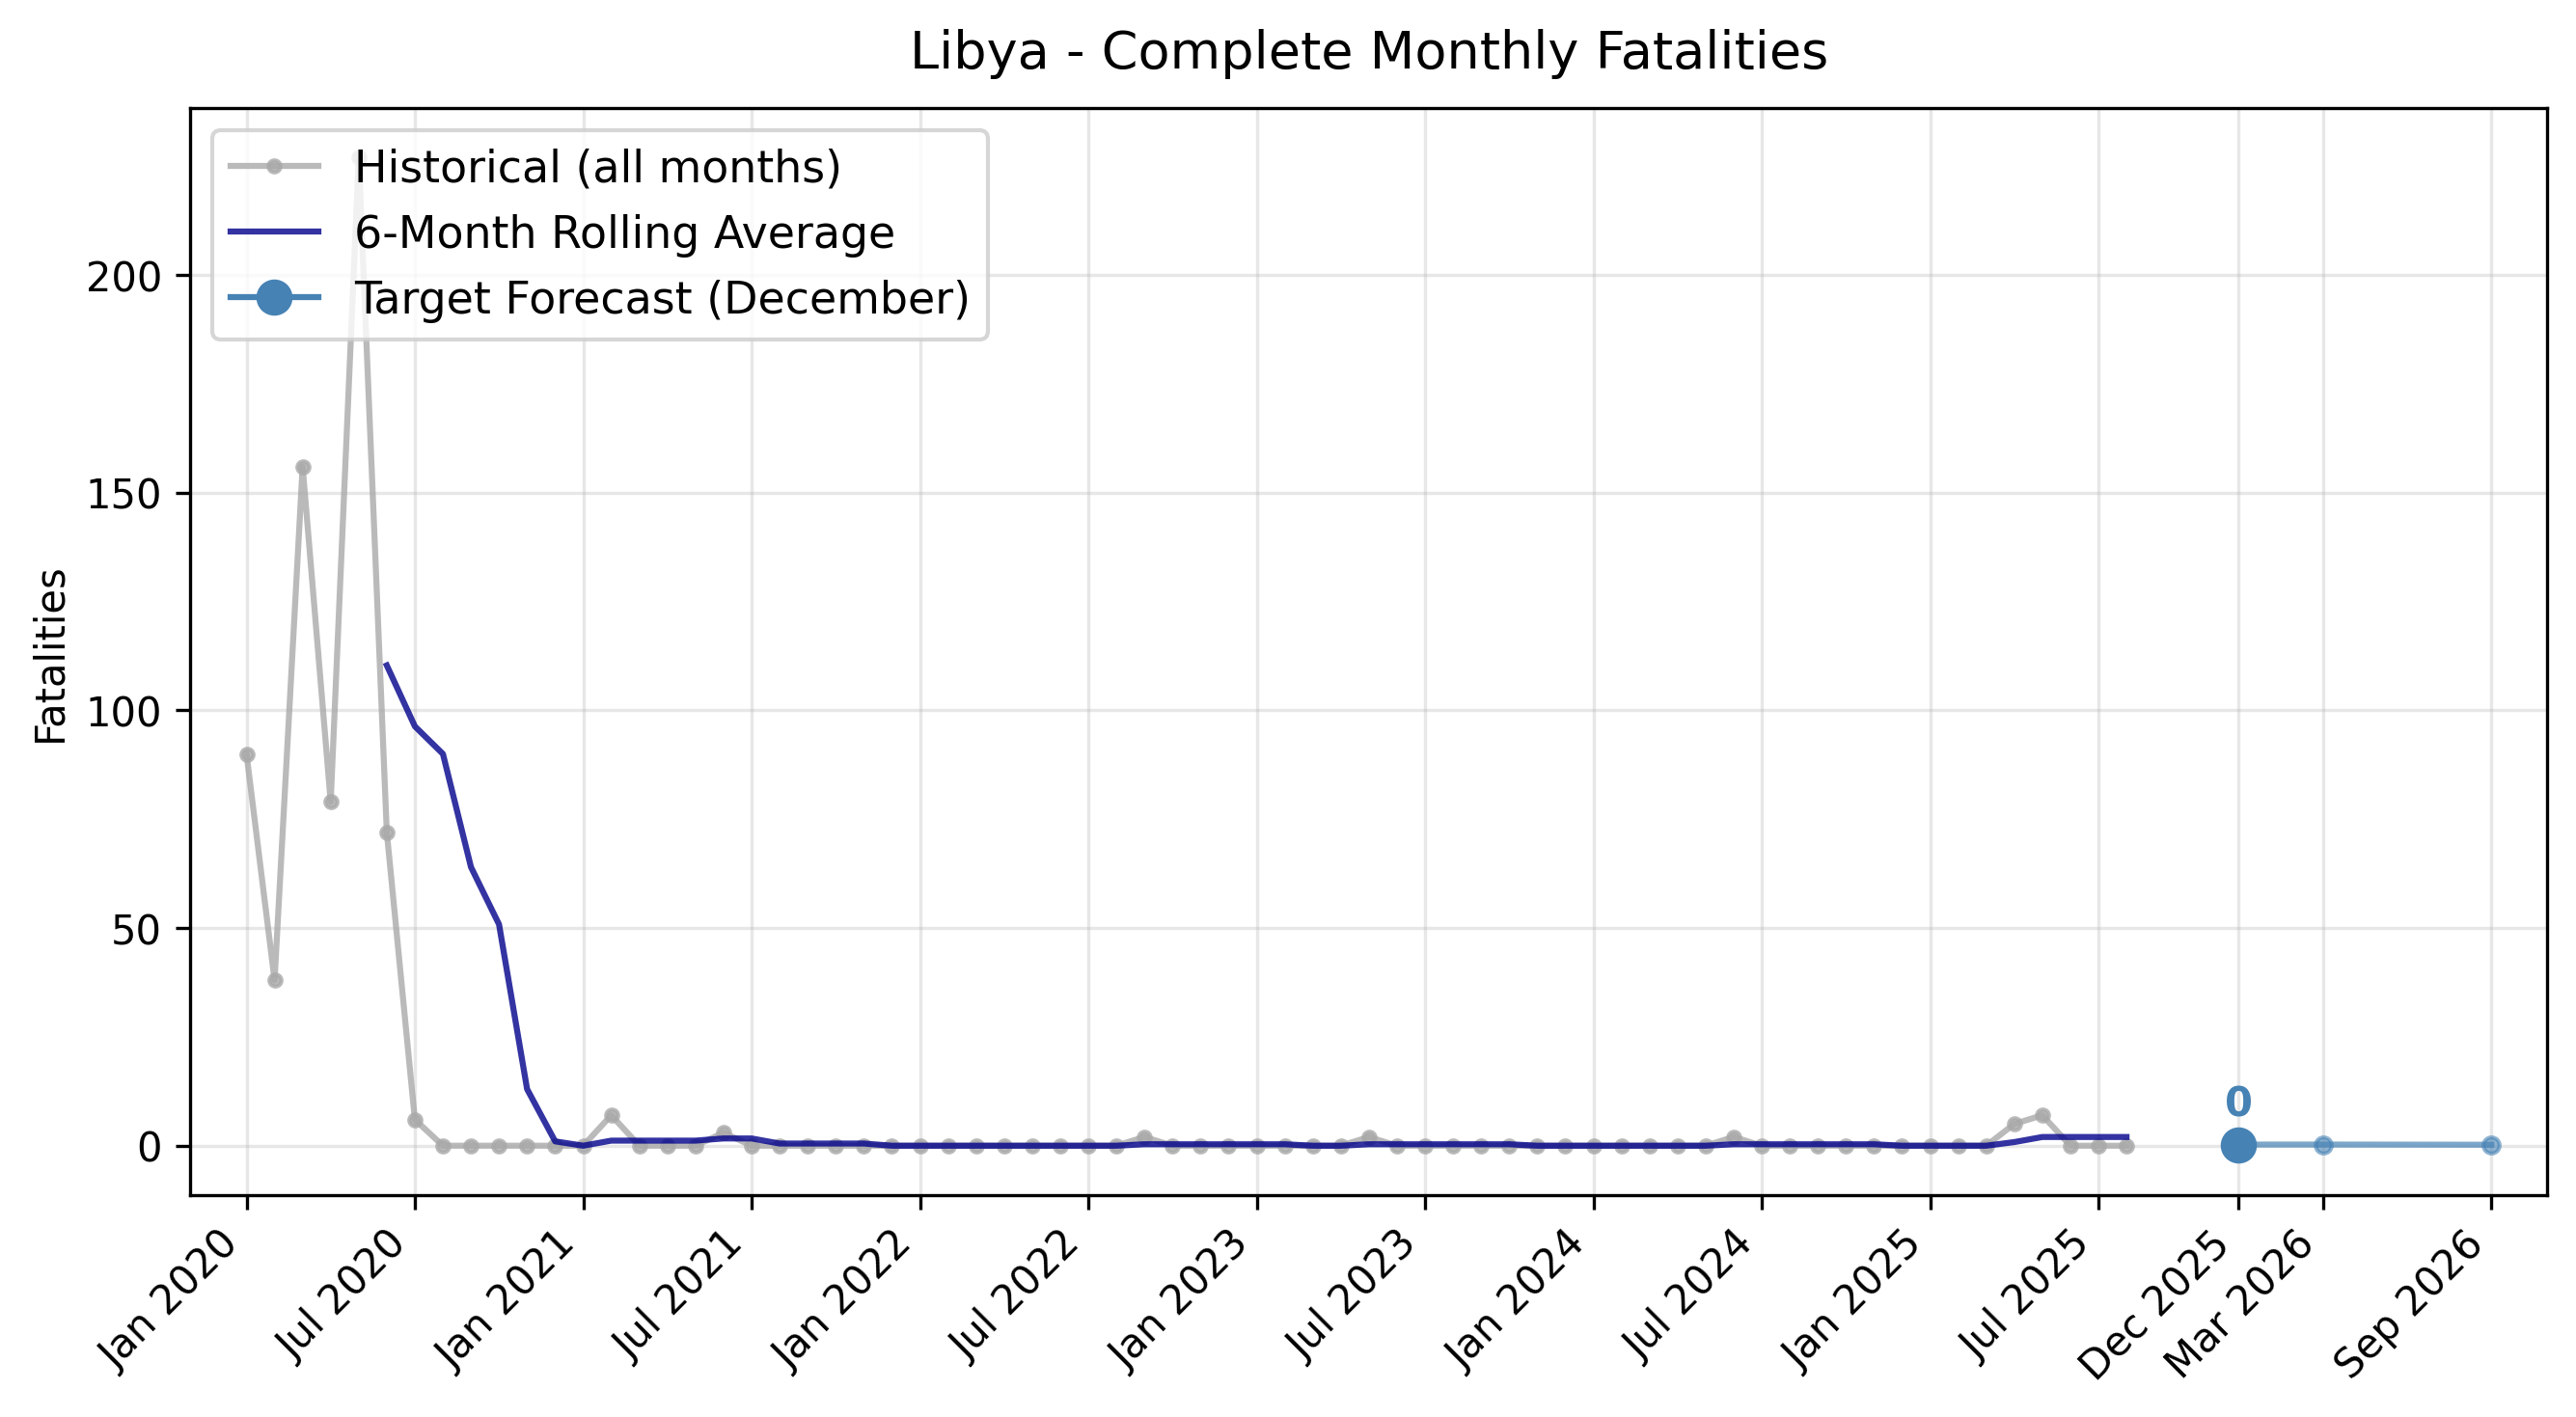 Libya - Complete Monthly Fatalities
Historical (all months)
6-Month Rolling Average
Target Forecast (December)
Fatalities
200
150
100
50
0
0
Jan 2020
Jul 2020
Jan 2021
Jul 2021
Jan 2022
Jul 2022
Jan 2023
Jul 2023
Jan 2024
Jul 2024
Jan 2025
Jul 2025
Dec 2025
Mar 2026
Sep 2026